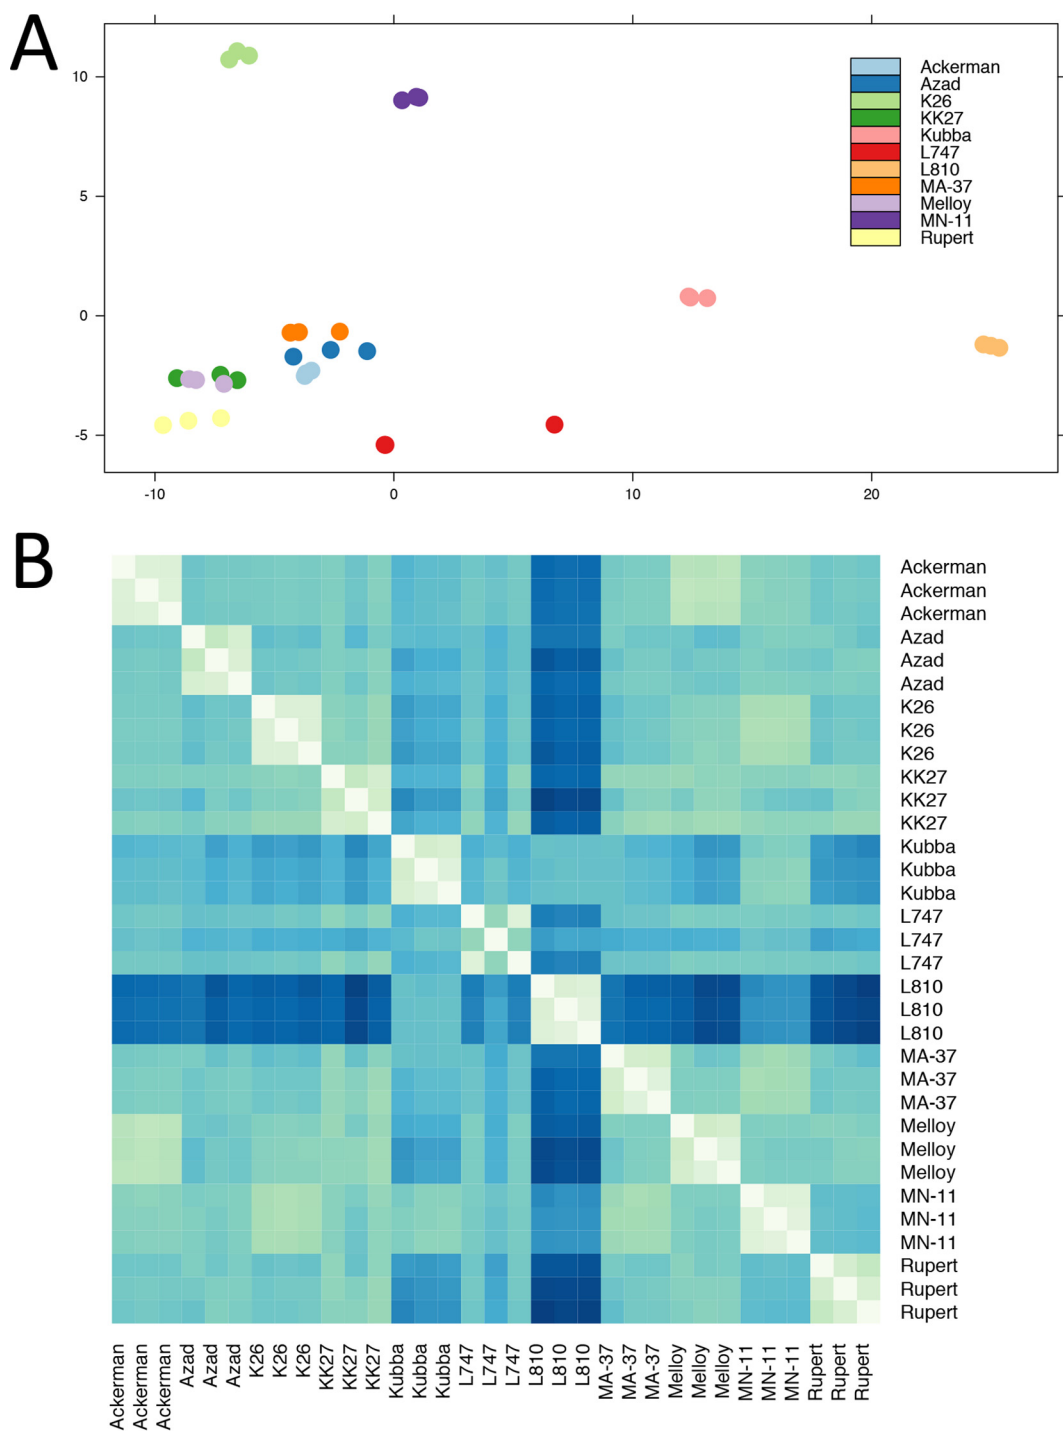 A
10
5
0
-5
-10
0
10
20
Ackerman
Azad
K26
KK27
Kubba
L747
L810
MA-37
Melloy
MN-11
Rupert
B
Ackerman
Ackerman
Ackerman
Azad
Azad
Azad
K26
K26
K26
KK27
KK27
KK27
Kubba
Kubba
Kubba
L747
L747
L747
L810
L810
L810
MA-37
MA-37
MA-37
Melloy
Melloy
Melloy
MN-11
MN-11
MN-11
Rupert
Rupert
Rupert
Ackerman
Ackerman
Ackerman
Azad
Azad
Azad
K26
K26
K26
KK27
KK27
KK27
Kubba
Kubba
Kubba
L747
L747
L747
L810
L810
L810
MA-37
MA-37
MA-37
Melloy
Melloy
Melloy
MN-11
MN-11
MN-11
Rupert
Rupert
Rupert